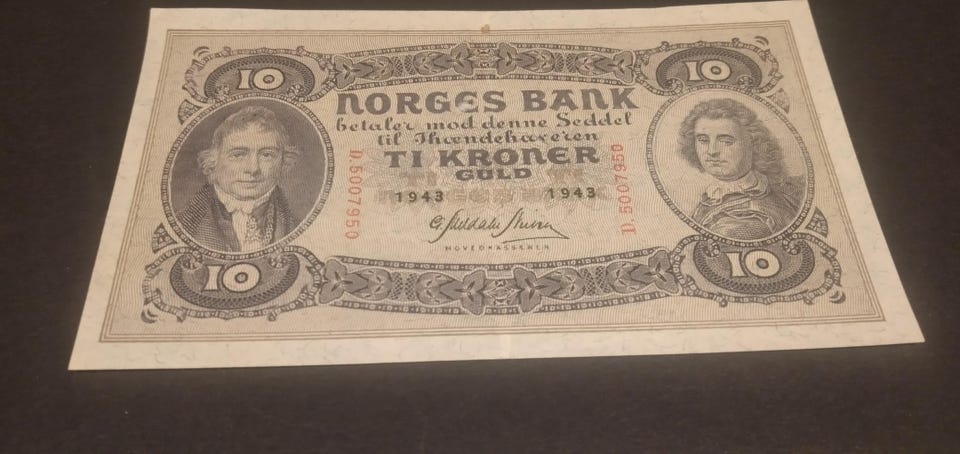 10 10
NORGES BANK
betaler mod denne Seddel
til Ihændehaveren
TI KRONER
GULD
1943 1943
D.5007950 D.5007950
HOVEDKASSERER
10 10